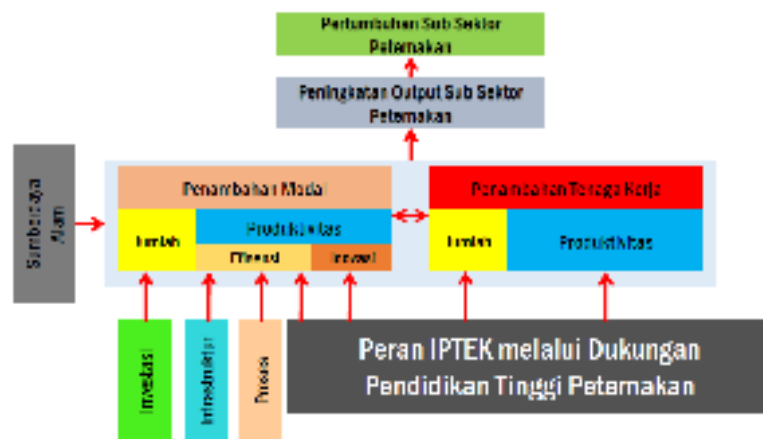 Pertumbuhan Sub Sektor
Peternakan
Peningkatan Output Sub Sektor
Peternakan
Sumberdaya
Alam
Penambahan Modal
Penambahan Tenaga Kerja
Jumlah
Produktivitas
Efisiensi
Inovasi
Jumlah
Produktivitas
Investasi
Infrastruktur
Peran IPTEK melalui Dukungan
Pendidikan Tinggi Peternakan